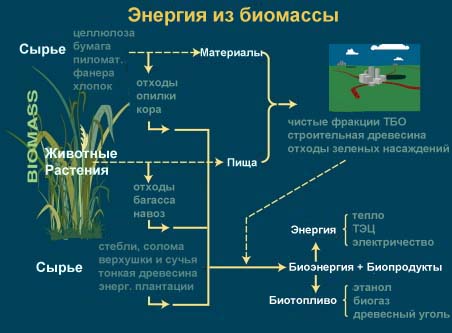 Энергия из биомассы
Сырье
целлюлоза
бумага
пиломат.
фанера
хлопок
Материалы
отходы
опилки
кора
чистые фракции ТБО
строительная древесина
отходы зеленых насаждений
BIOMASS
Животные
Растения
Пища
отходы
багасса
навоз
Сырье
стебли, солома
верхушки и сучья
тонкая древесина
энерг. плантации
Энергия
тепло
ТЭЦ
электричество
Биоэнергия + Биопродукты
Биотопливо
этанол
биогаз
древесный уголь